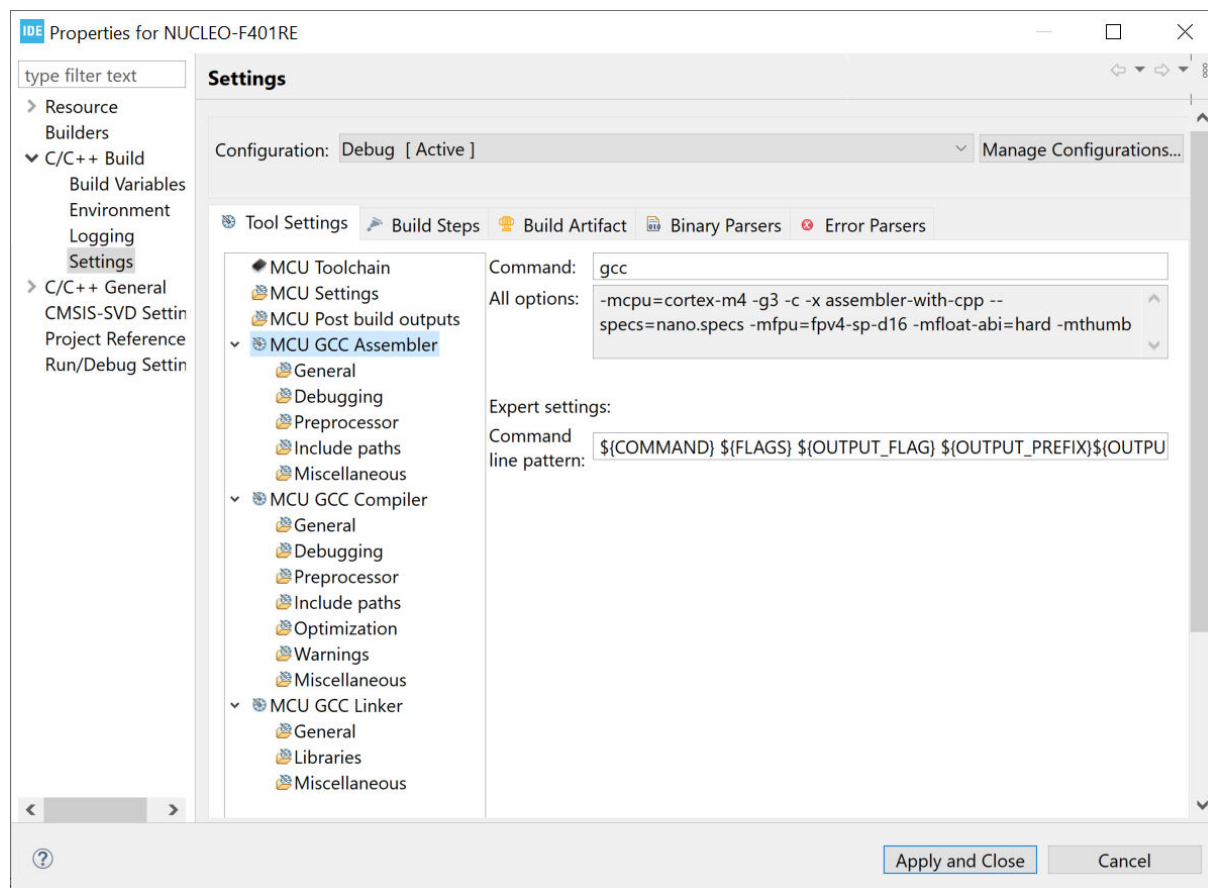 IDE Properties for NUCLEO-F401RE
type filter text
Resource
Builders
C/C++ Build
Build Variables
Environment
Logging
Settings
C/C++ General
CMSIS-SVD Settin
Project Reference
Run/Debug Settin
Settings
Configuration: Debug [ Active ] Manage Configurations...
Tool Settings Build Steps Build Artifact Binary Parsers Error Parsers
MCU Toolchain
MCU Settings
MCU Post build outputs
MCU GCC Assembler
General
Debugging
Preprocessor
Include paths
Miscellaneous
MCU GCC Compiler
General
Debugging
Preprocessor
Include paths
Optimization
Warnings
Miscellaneous
MCU GCC Linker
General
Libraries
Miscellaneous
Command: gcc
All options: -mcpu=cortex-m4 -g3 -c -x assembler-with-cpp --
specs=nano.specs -mfpu=fpv4-sp-d16 -mfloat-abi=hard -mthumb
Expert settings:
Command
line pattern: ${COMMAND} ${FLAGS} ${OUTPUT_FLAG} ${OUTPUT_PREFIX}${OUTPU
Apply and Close Cancel